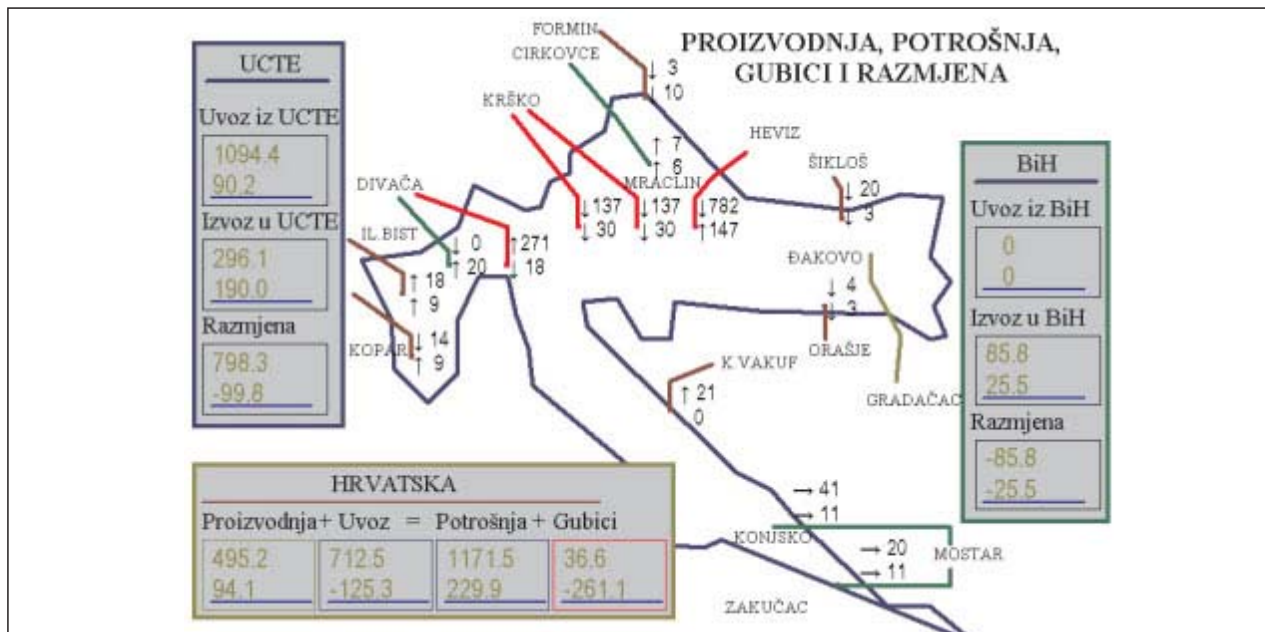 PROIZVODNJA, POTROŠNJA,
GUBICI I RAZMJENA
UCTE
Uvoz iz UCTE
1094.4
90.2
Izvoz u UCTE
296.1
190.0
Razmjena
798.3
-99.8
FORMIN
↓ 3
↓ 10
CIRKOVCE
↑ 7
↑ 6
KRŠKO
↓137
↓ 30
MRACLIN
↓137
↓ 30
HEVIZ
↓782
↑147
ŠIKLOŠ
↓ 20
↓ 3
DIVAČA
↓ 0
↑ 20
↑271
↓ 18
IL.BIST
↑ 18
↑ 9
KOPAR
↓ 14
↑ 9
ĐAKOVO
↓ 4
↓ 3
ORAŠJE
GRADAČAC
K.VAKUF
↑ 21
0
→ 41
→ 11
KONJSKO
→ 20
→ 11
MOSTAR
ZAKUČAC
BiH
Uvoz iz BiH
0
0
Izvoz u BiH
85.8
25.5
Razmjena
-85.8
-25.5
HRVATSKA
Proizvodnja+ Uvoz = Potrošnja + Gubici
495.2 712.5 1171.5 36.6
94.1 -125.3 229.9 -261.1